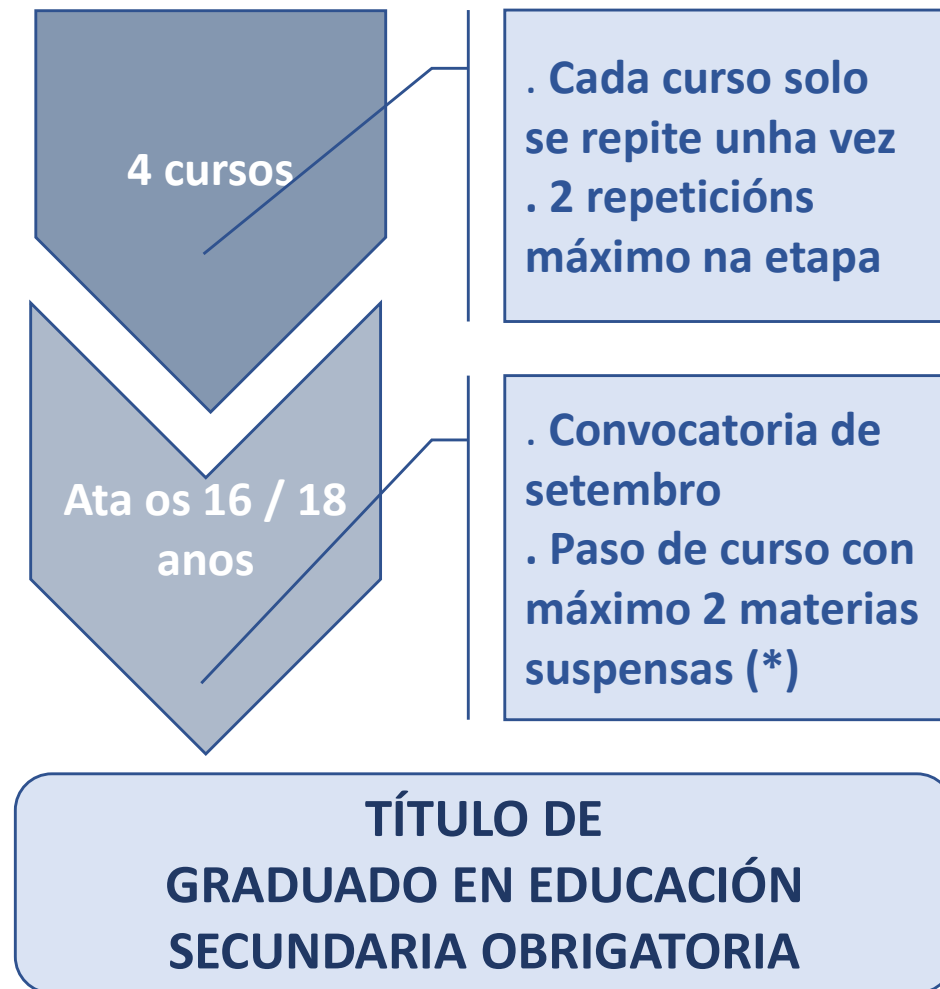 4 cursos
. Cada curso solo
se repite unha vez
. 2 repeticións
máximo na etapa
Ata os 16 / 18
anos
. Convocatoria de
setembro
. Paso de curso con
máximo 2 materias
suspensas (*)
TÍTULO DE
GRADUADO EN EDUCACIÓN
SECUNDARIA OBRIGATORIA